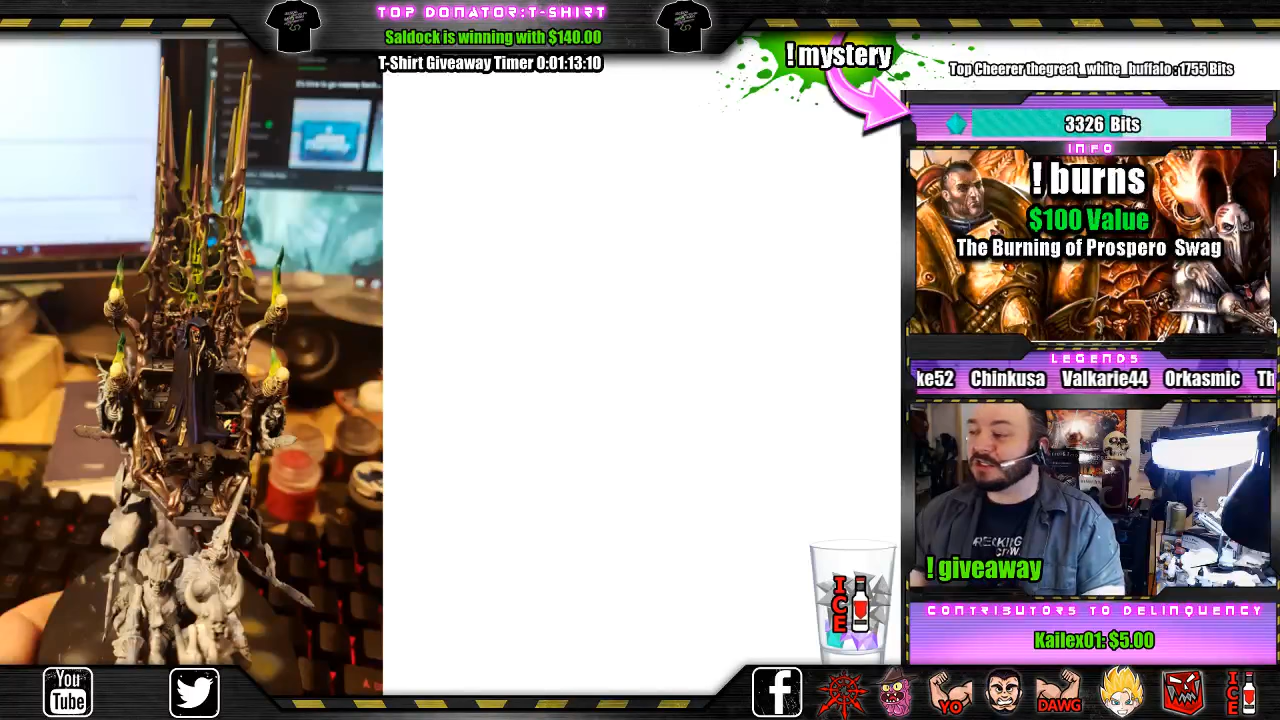 TOP DONATOR:T-SHIRT
Saldock is winning with $140.00
T-Shirt Giveaway Timer 0:01:13:10
! mystery
Top Cheerer thegreat_white_buffalo : 1755 Bits
3326 Bits
INFO
! burns
$100 Value
The Burning of Prospero Swag
LEGENDS
ke52 Chinkusa Valkarie44 Orkasmic Th
! giveaway
ICE
CONTRIBUTORS TO DELINQUENCY
Kailex01: $5.00
You
Tube
YO
DAWG
ICE